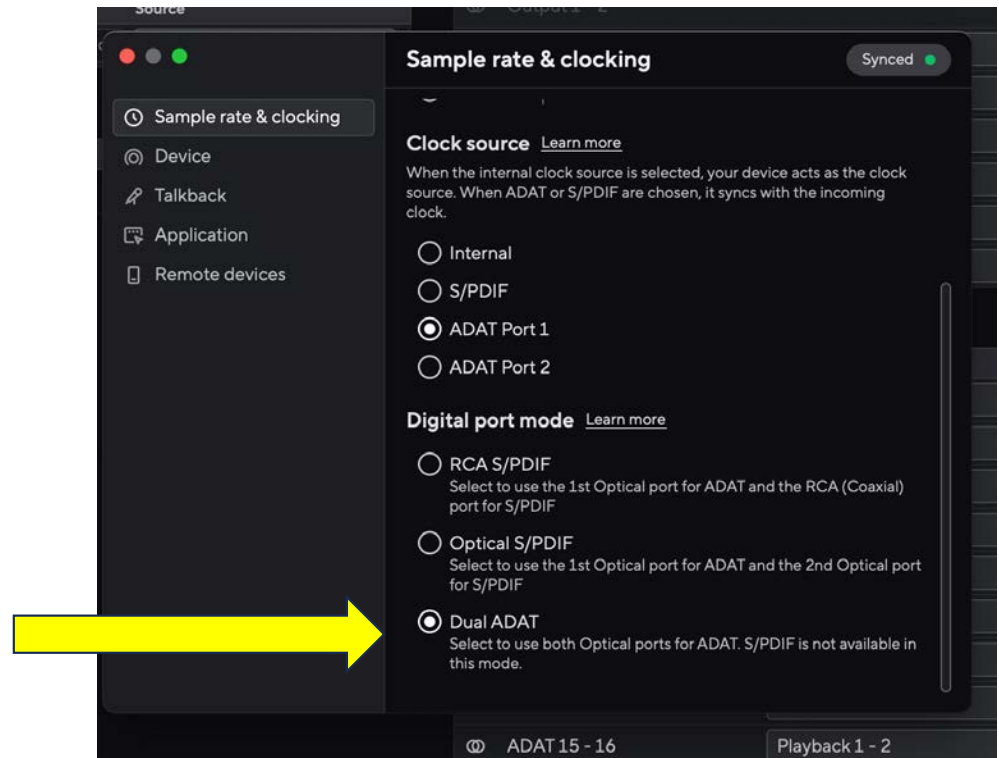 Source
Output 1 - 2
Sample rate & clocking
Synced
Sample rate & clocking
Device
Talkback
Application
Remote devices
Clock source Learn more
When the internal clock source is selected, your device acts as the clock
source. When ADAT or S/PDIF are chosen, it syncs with the incoming
clock.
Internal
S/PDIF
ADAT Port 1
ADAT Port 2
Digital port mode Learn more
RCA S/PDIF
Select to use the 1st Optical port for ADAT and the RCA (Coaxial)
port for S/PDIF
Optical S/PDIF
Select to use the 1st Optical port for ADAT and the 2nd Optical port
for S/PDIF
Dual ADAT
Select to use both Optical ports for ADAT. S/PDIF is not available in
this mode.
ADAT 15 - 16 Playback 1 - 2